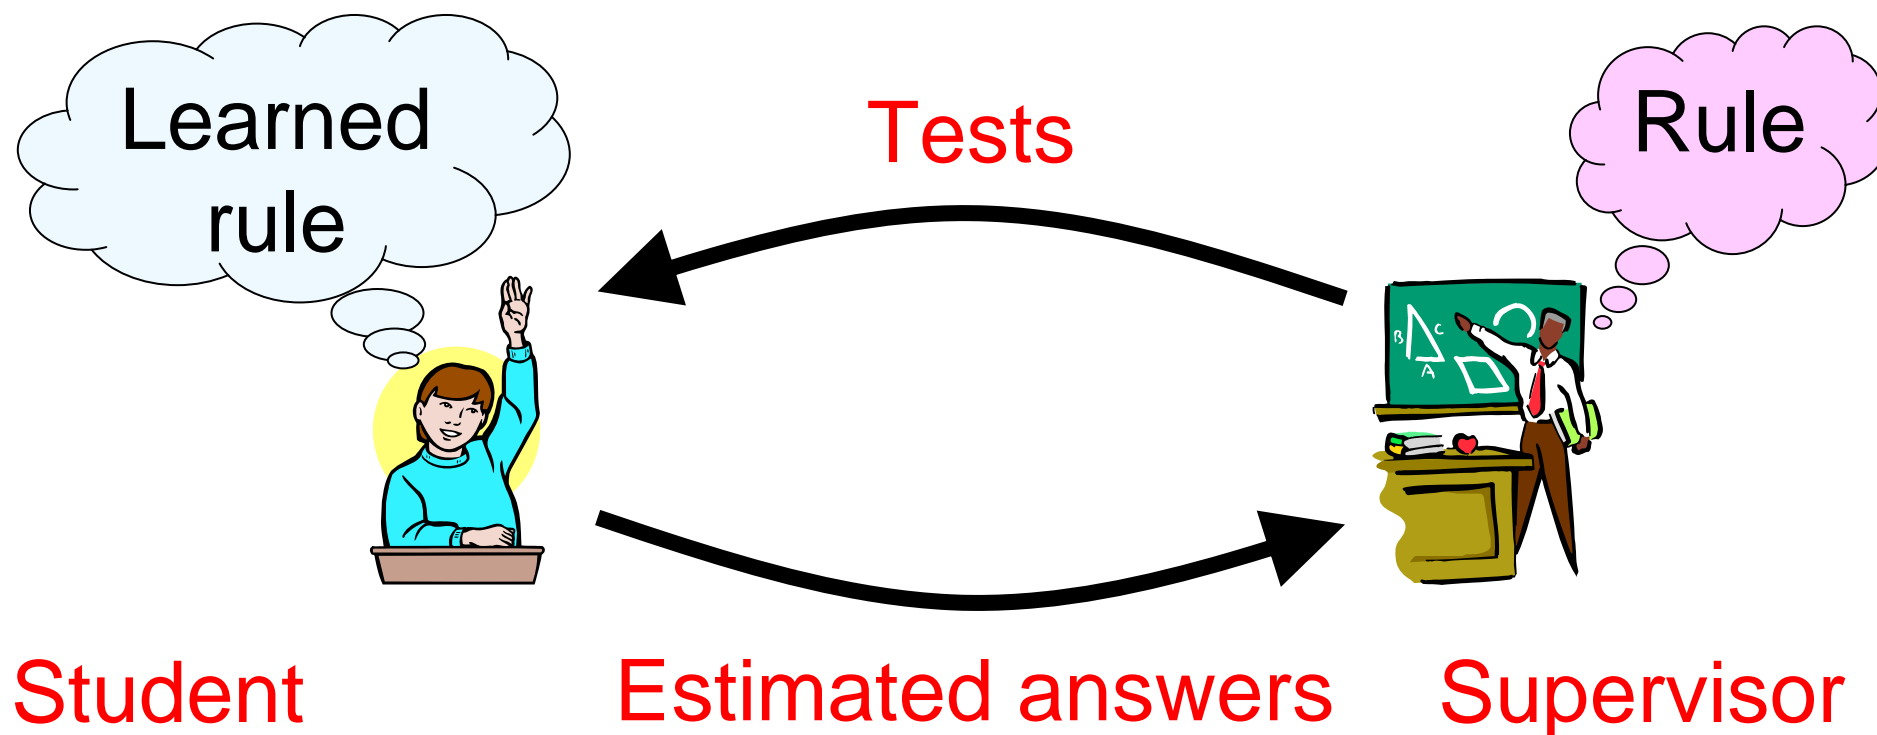 Learned
rule
Tests
Rule
B
C
A
Student
Estimated answers
Supervisor